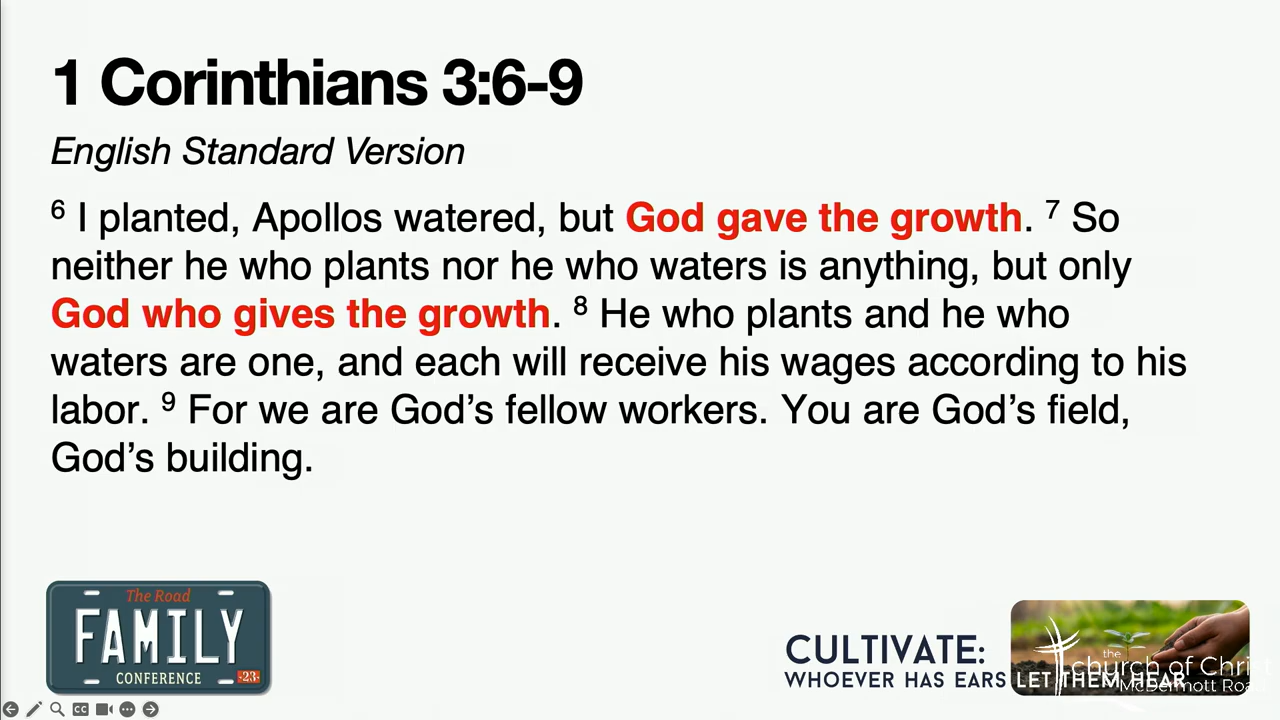 1 Corinthians 3:6-9
English Standard Version
6 I planted, Apollos watered, but God gave the growth. 7 So
neither he who plants nor he who waters is anything, but only
God who gives the growth. 8 He who plants and he who
waters are one, and each will receive his wages according to his
labor. 9 For we are God’s fellow workers. You are God’s field,
God’s building.
The Road
FAMILY
CONFERENCE
-23-
CULTIVATE:
WHOEVER HAS EARS LET THEM HEAR
the
church of Christ
McDermott Road
CC